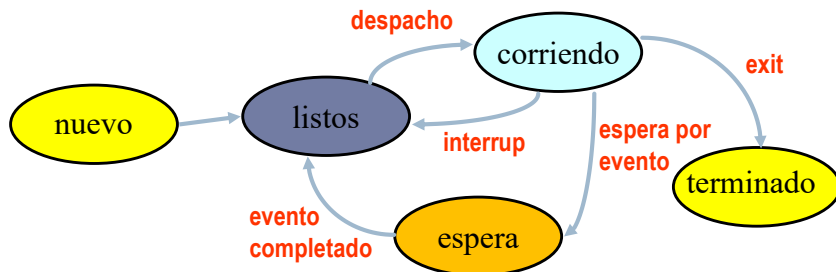 despacho
corriendo
exit
nuevo
listos
interrup
espera por
evento
terminado
evento
completado
espera